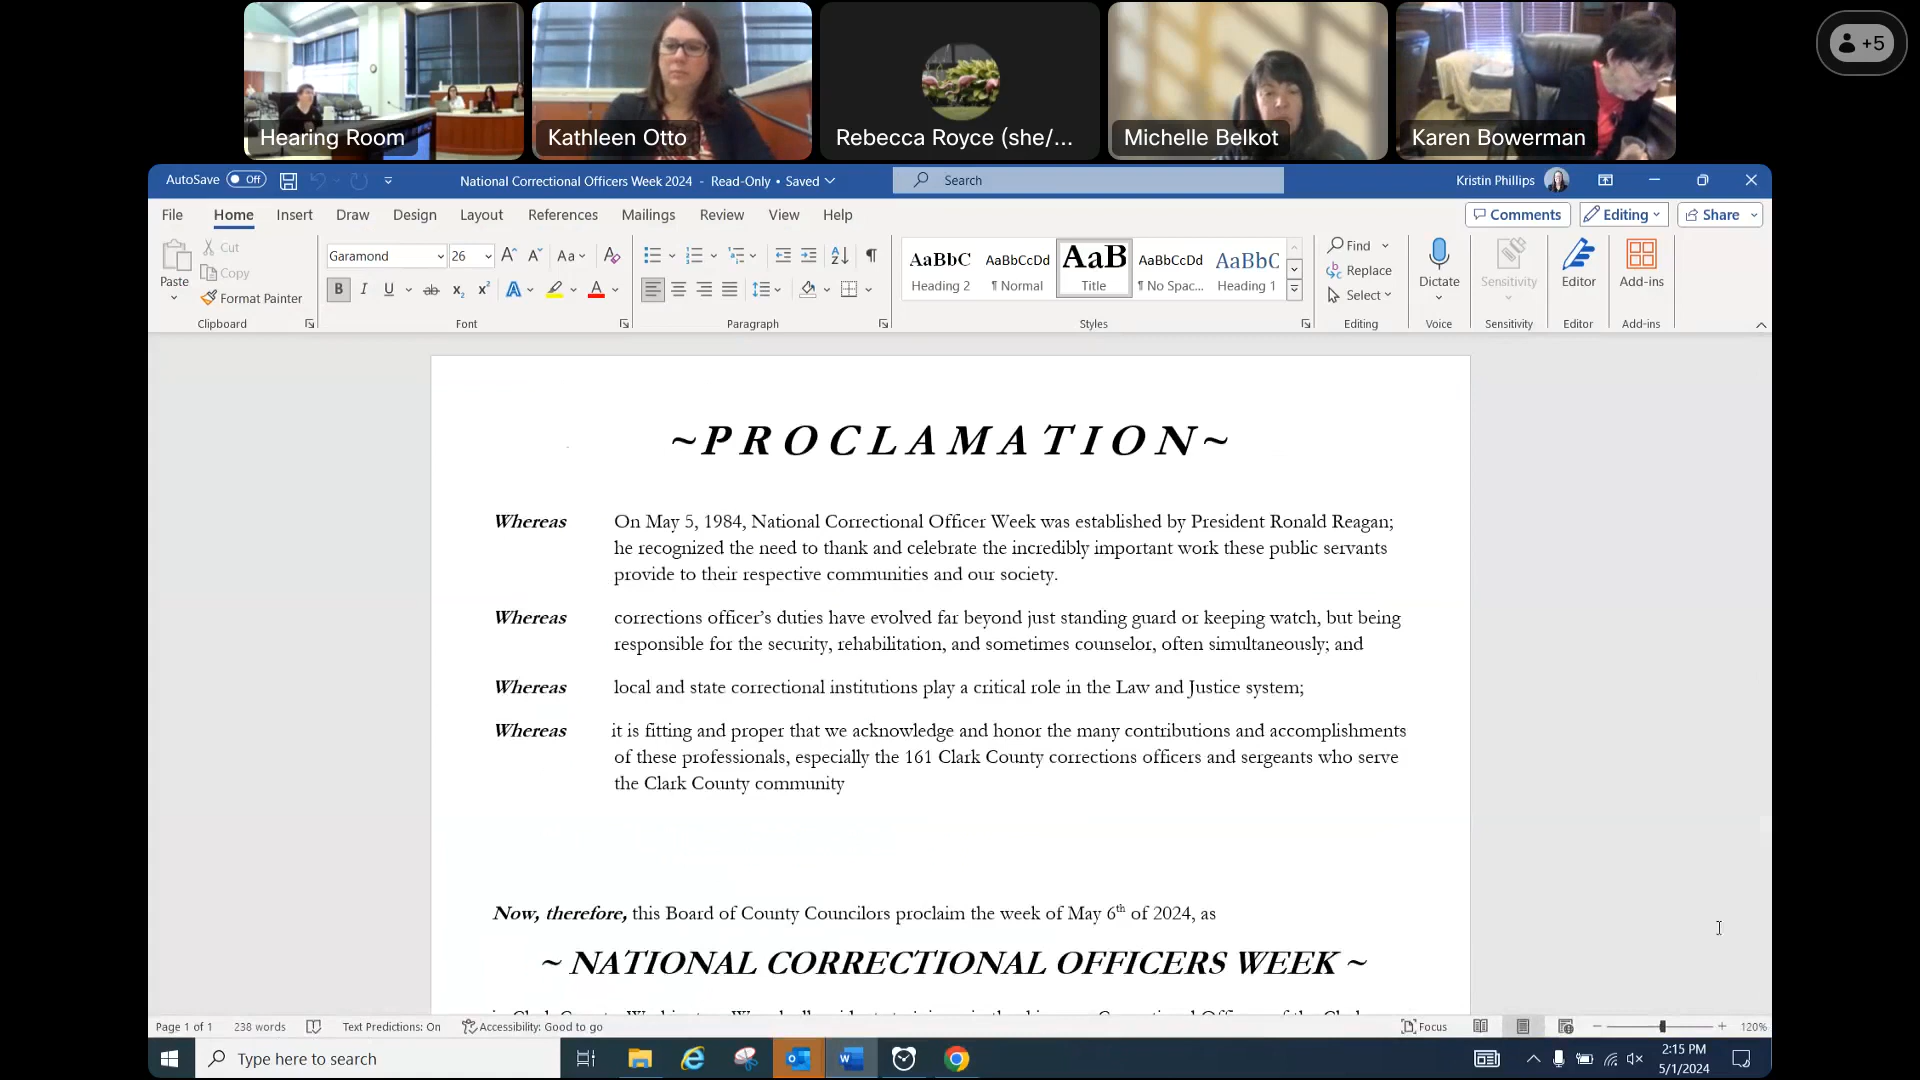 Hearing Room
Kathleen Otto
Rebecca Royce (she/...
Michelle Belkot
Karen Bowerman
+5
AutoSave Off
National Correctional Officers Week 2024 - Read-Only • Saved
Search
Kristin Phillips
File Home Insert Draw Design Layout References Mailings Review View Help
Comments Editing Share
Paste
Cut
Copy
Format Painter
Clipboard
Garamond 26
Font
Paragraph
AaBbC AaBbCcDd AaB AaBbCcDd AaBbC
Heading 2 ¶ Normal Title ¶ No Spac... Heading 1
Styles
Find
Replace
Select
Editing
Dictate
Voice
Sensitivity
Sensitivity
Editor
Editor
Add-ins
Add-ins
~PROCLAMATION~
Whereas On May 5, 1984, National Correctional Officer Week was established by President Ronald Reagan;
he recognized the need to thank and celebrate the incredibly important work these public servants
provide to their respective communities and our society.
Whereas corrections officer’s duties have evolved far beyond just standing guard or keeping watch, but being
responsible for the security, rehabilitation, and sometimes counselor, often simultaneously; and
Whereas local and state correctional institutions play a critical role in the Law and Justice system;
Whereas it is fitting and proper that we acknowledge and honor the many contributions and accomplishments
of these professionals, especially the 161 Clark County corrections officers and sergeants who serve
the Clark County community
Now, therefore, this Board of County Councilors proclaim the week of May 6th of 2024, as
~ NATIONAL CORRECTIONAL OFFICERS WEEK ~
Page 1 of 1 238 words Text Predictions: On Accessibility: Good to go Focus 120%
Type here to search
2:15 PM
5/1/2024